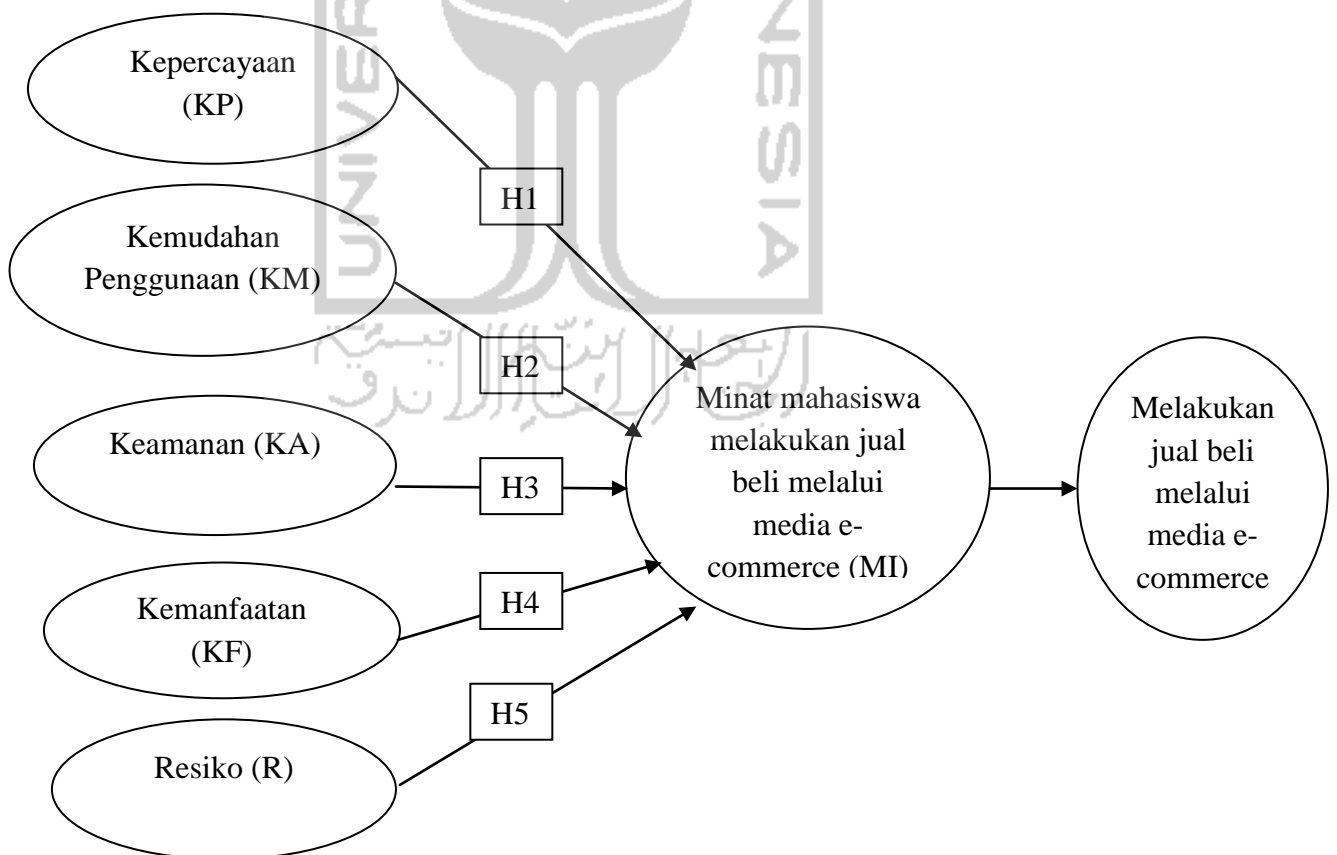 Kepercayaan
(KP)
H1
Kemudahan
Penggunaan (KM)
H2
Keamanan (KA)
H3
Kemanfaatan
(KF)
H4
Resiko (R)
H5
Minat mahasiswa
melakukan jual
beli melalui
media e-
commerce (MI)
Melakukan
jual beli
melalui
media e-
commerce